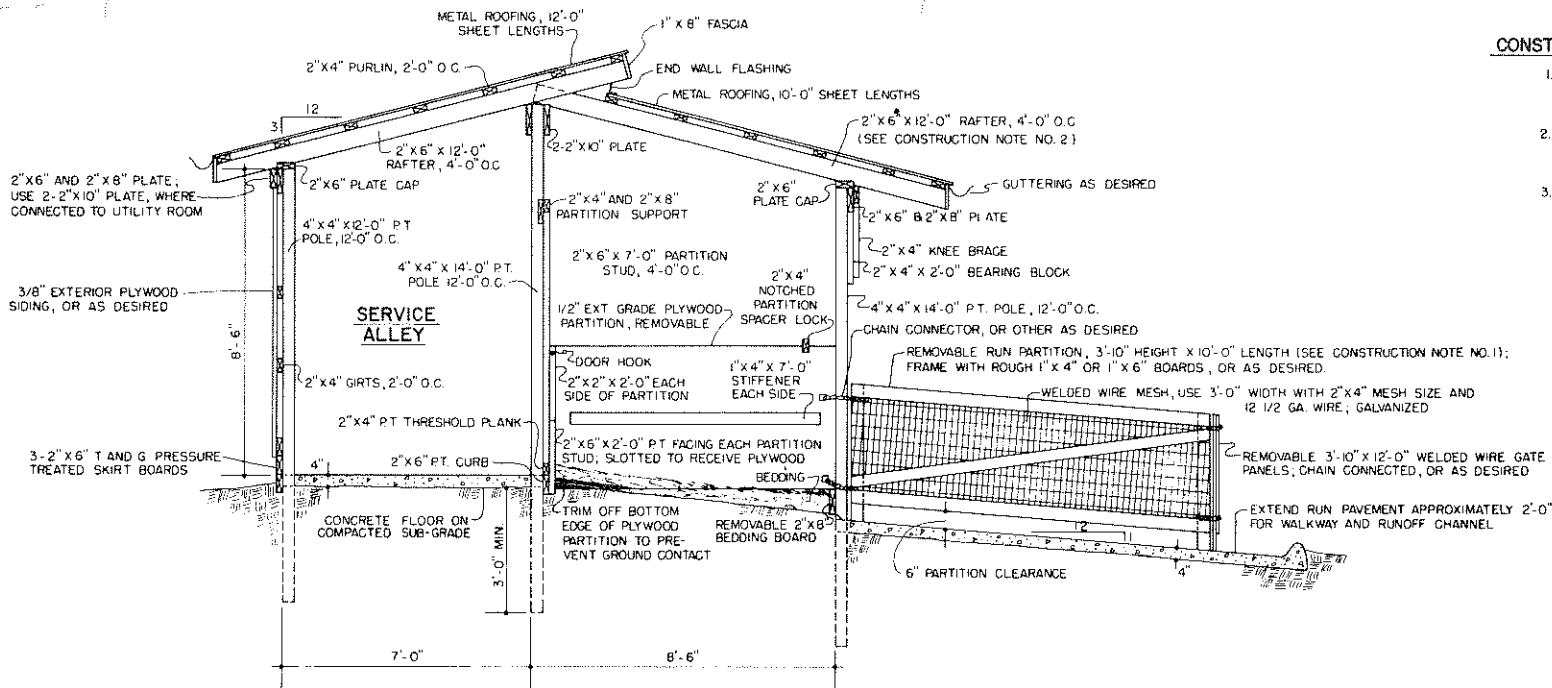 METAL ROOFING, 12'-0"
SHEET LENGTHS
1" X 8" FASCIA
2"X4" PURLIN, 2'-0" O.C.
END WALL FLASHING
METAL ROOFING, 10'-0" SHEET LENGTHS
12
3
2"X6"X12'-0" RAFTER, 4'-0" O.C
(SEE CONSTRUCTION NOTE NO. 2)
2"X6"X12'-0"
RAFTER, 4'-0" O.C
2-2"X10" PLATE
2"X6" AND 2"X8" PLATE;
USE 2-2"X10" PLATE, WHERE
CONNECTED TO UTILITY ROOM
2"X6" PLATE CAP
2"X6"
PLATE CAP
GUTTERING AS DESIRED
2"X4" AND 2"X8"
PARTITION SUPPORT
2"X6" & 2"X8" PLATE
4"X4"X12'-0" P.T
POLE, 12'-0" O.C.
2"X4" KNEE BRACE
2"X6"X7'-0" PARTITION
STUD, 4'-0" O.C.
4"X4"X14'-0" P.T.
POLE 12'-0" O.C.
2"X4"X2'-0" BEARING BLOCK
2"X4"
NOTCHED
PARTITION
SPACER LOCK
3/8" EXTERIOR PLYWOOD
SIDING, OR AS DESIRED
SERVICE
ALLEY
1/2" EXT GRADE PLYWOOD
PARTITION, REMOVABLE
4"X4"X14'-0" P.T. POLE, 12'-0" O.C.
CHAIN CONNECTOR, OR OTHER AS DESIRED
8'-6"
REMOVABLE RUN PARTITION, 3'-10" HEIGHT X 10'-0" LENGTH (SEE CONSTRUCTION NOTE NO. 1);
FRAME WITH ROUGH 1"X4" OR 1"X6" BOARDS, OR AS DESIRED.
DOOR HOOK
2"X4" GIRTS, 2'-0" O.C.
2"X2"X2'-0" EACH
SIDE OF PARTITION
1"X4"X7'-0"
STIFFENER
EACH SIDE
WELDED WIRE MESH, USE 3'-0" WIDTH WITH 2"X4" MESH SIZE AND
12 1/2 GA. WIRE; GALVANIZED
2"X4" P.T THRESHOLD PLANK
3-2"X6" T AND G PRESSURE
TREATED SKIRT BOARDS
4"
2"X6" P.T. CURB
2"X6"X2'-0" P.T FACING EACH PARTITION
STUD; SLOTTED TO RECEIVE PLYWOOD
BEDDING
REMOVABLE 3'-10"X12'-0" WELDED WIRE GATE
PANELS; CHAIN CONNECTED, OR AS DESIRED
CONCRETE FLOOR ON
COMPACTED SUB-GRADE
TRIM OFF BOTTOM
EDGE OF PLYWOOD
PARTITION TO PRE-
VENT GROUND CONTACT
REMOVABLE 2"X8"
BEDDING BOARD
12
1
EXTEND RUN PAVEMENT APPROXIMATELY 2'-0"
FOR WALKWAY AND RUNOFF CHANNEL
3'-0" MIN.
6" PARTITION CLEARANCE
4"
7'-0"
8'-6"
CONST
1.
2.
3.